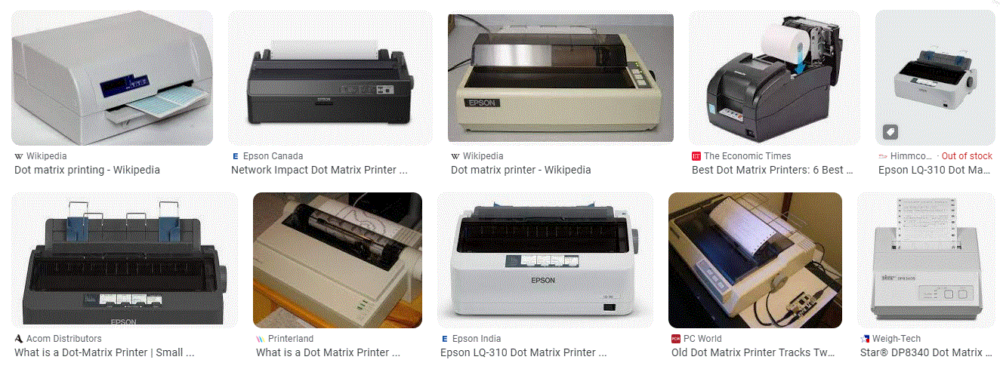 EPSON
EPSON
EPSON
Wikipedia
Dot matrix printing - Wikipedia
Epson Canada
Network Impact Dot Matrix Printer ...
Wikipedia
Dot matrix printer - Wikipedia
The Economic Times
Best Dot Matrix Printers: 6 Best ...
Himmco... · Out of stock
Epson LQ-310 Dot Ma...
EPSON
EPSON
star DP8340
Acom Distributors
What is a Dot-Matrix Printer | Small ...
Printerland
What is a Dot Matrix Printer ...
Epson India
Epson LQ-310 Dot Matrix Printer ...
PC World
Old Dot Matrix Printer Tracks Tw...
Weigh-Tech
Star® DP8340 Dot Matrix ...